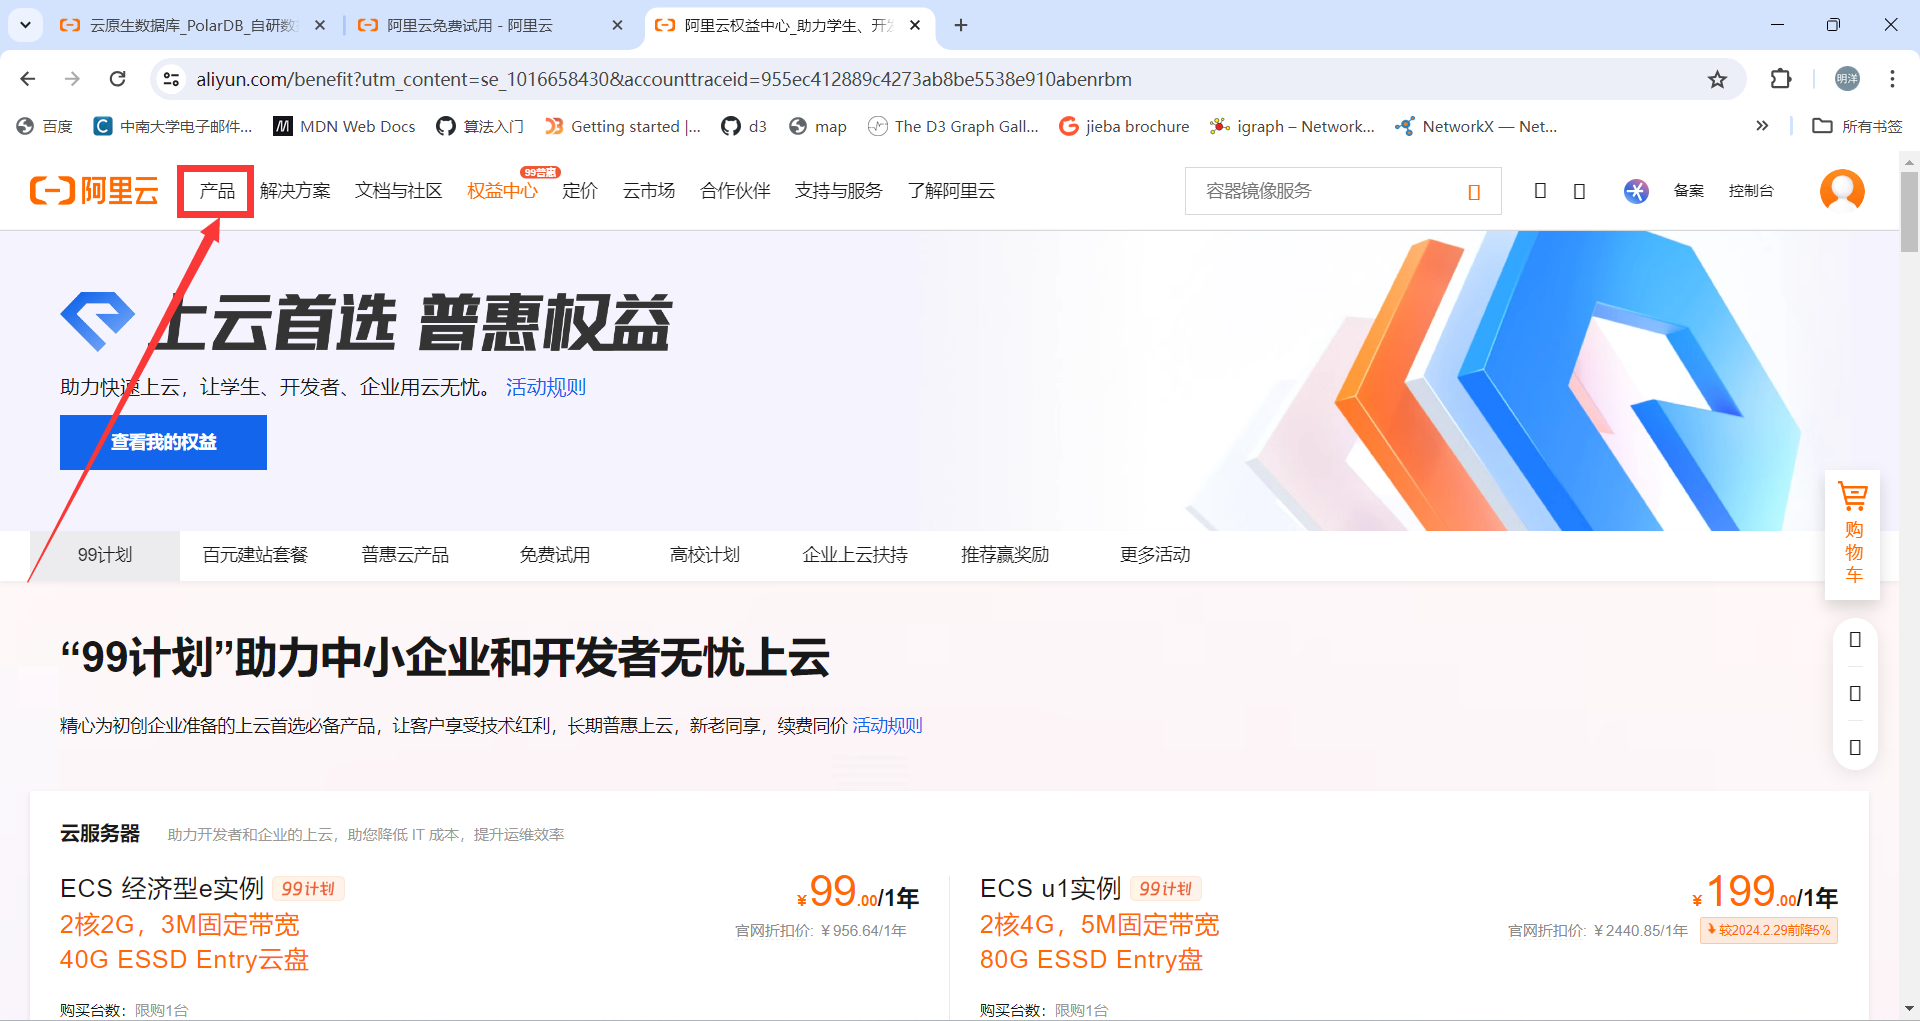 云原生数据库_PolarDB_自研数据
阿里云免费试用 - 阿里云
阿里云权益中心_助力学生、开发
aliyun.com/benefit?utm_content=se_1016658430&accounttraceid=955ec412889c4273ab8be5538e910abenrbm
明洋
百度
中南大学电子邮件...
MDN Web Docs
算法入门
Getting started |...
d3
map
The D3 Graph Gall...
jieba brochure
igraph – Network...
NetworkX — Net...
所有书签
阿里云
产品
解决方案
文档与社区
权益中心
99普惠
定价
云市场
合作伙伴
支持与服务
了解阿里云
容器镜像服务
备案
控制台
上云首选 普惠权益
助力快速上云，让学生、开发者、企业用云无忧。 活动规则
查看我的权益
99计划
百元建站套餐
普惠云产品
免费试用
高校计划
企业上云扶持
推荐赢奖励
更多活动
购
物
车
“99计划”助力中小企业和开发者无忧上云
精心为初创企业准备的上云首选必备产品，让客户享受技术红利，长期普惠上云，新老同享，续费同价 活动规则
云服务器 助力开发者和企业的上云，助您降低 IT 成本，提升运维效率
ECS 经济型e实例 99计划
¥99.00/1年
2核2G，3M固定带宽
官网折扣价: ¥956.64/1年
40G ESSD Entry云盘
购买台数：限购1台
ECS u1实例 99计划
¥199.00/1年
2核4G，5M固定带宽
官网折扣价: ¥2440.85/1年
较2024.2.29前降5%
80G ESSD Entry盘
购买台数：限购1台